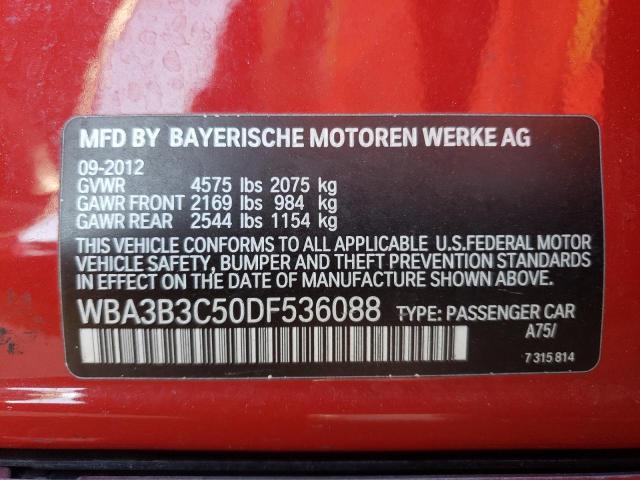 MFD BY BAYERISCHE MOTOREN WERKE AG
09-2012
GVWR 4575 lbs 2075 kg
GAWR FRONT 2169 lbs 984 kg
GAWR REAR 2544 lbs 1154 kg
THIS VEHICLE CONFORMS TO ALL APPLICABLE U.S.FEDERAL MOTOR
VEHICLE SAFETY, BUMPER AND THEFT PREVENTION STANDARDS
IN EFFECT ON THE DATE OF MANUFACTURE SHOWN ABOVE.
WBA3B3C50DF536088 TYPE: PASSENGER CAR
A75/
7 315 814